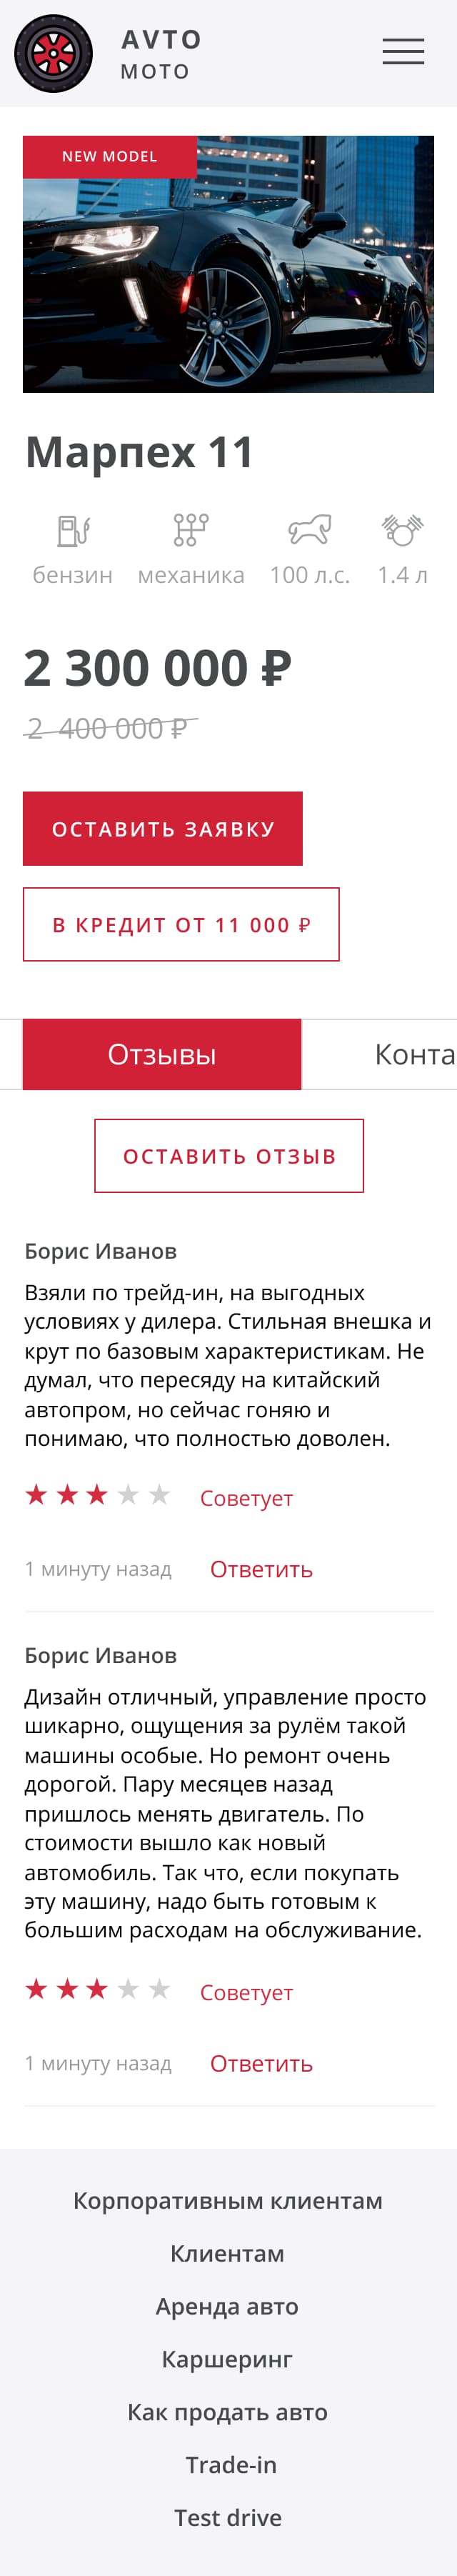 AVTO
MOTO
NEW MODEL
Марпех 11
бензин механика 100 л.с. 1.4 л
2 300 000 ₽
2 400 000 ₽
ОСТАВИТЬ ЗАЯВКУ
В КРЕДИТ ОТ 11 000 ₽
Отзывы Конта
ОСТАВИТЬ ОТЗЫВ
Борис Иванов
Взяли по трейд-ин, на выгодных
условиях у дилера. Стильная внешка и
крут по базовым характеристикам. Не
думал, что пересяду на китайский
автопром, но сейчас гоняю и
понимаю, что полностью доволен.
Советует
1 минуту назад Ответить
Борис Иванов
Дизайн отличный, управление просто
шикарно, ощущения за рулём такой
машины особые. Но ремонт очень
дорогой. Пару месяцев назад
пришлось менять двигатель. По
стоимости вышло как новый
автомобиль. Так что, если покупать
эту машину, надо быть готовым к
большим расходам на обслуживание.
Советует
1 минуту назад Ответить
Корпоративным клиентам
Клиентам
Аренда авто
Каршеринг
Как продать авто
Trade-in
Test drive